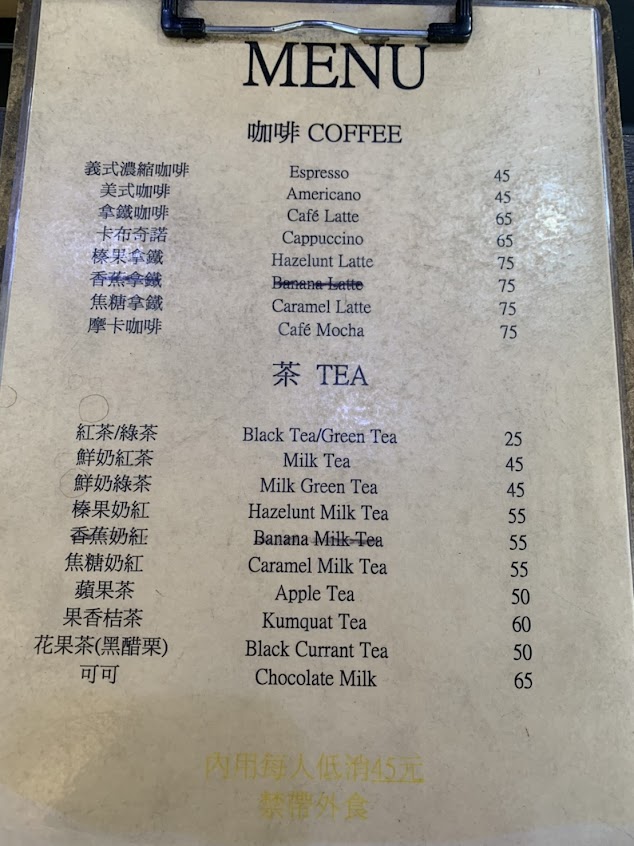 MENU
咖啡 COFFEE
義式濃縮咖啡 Espresso 45
美式咖啡 Americano 45
拿鐵咖啡 Café Latte 65
卡布奇諾 Cappuccino 65
榛果拿鐵 Hazelunt Latte 75
香蕉拿鐵 Banana Latte 75
焦糖拿鐵 Caramel Latte 75
摩卡咖啡 Café Mocha 75
茶 TEA
紅茶/綠茶 Black Tea/Green Tea 25
鮮奶紅茶 Milk Tea 45
鮮奶綠茶 Milk Green Tea 45
榛果奶紅 Hazelunt Milk Tea 55
香蕉奶紅 Banana Milk Tea 55
焦糖奶紅 Caramel Milk Tea 55
蘋果茶 Apple Tea 50
果香桔茶 Kumquat Tea 60
花果茶(黑醋栗) Black Currant Tea 50
可可 Chocolate Milk 65
內用每人低消45元
禁帶外食